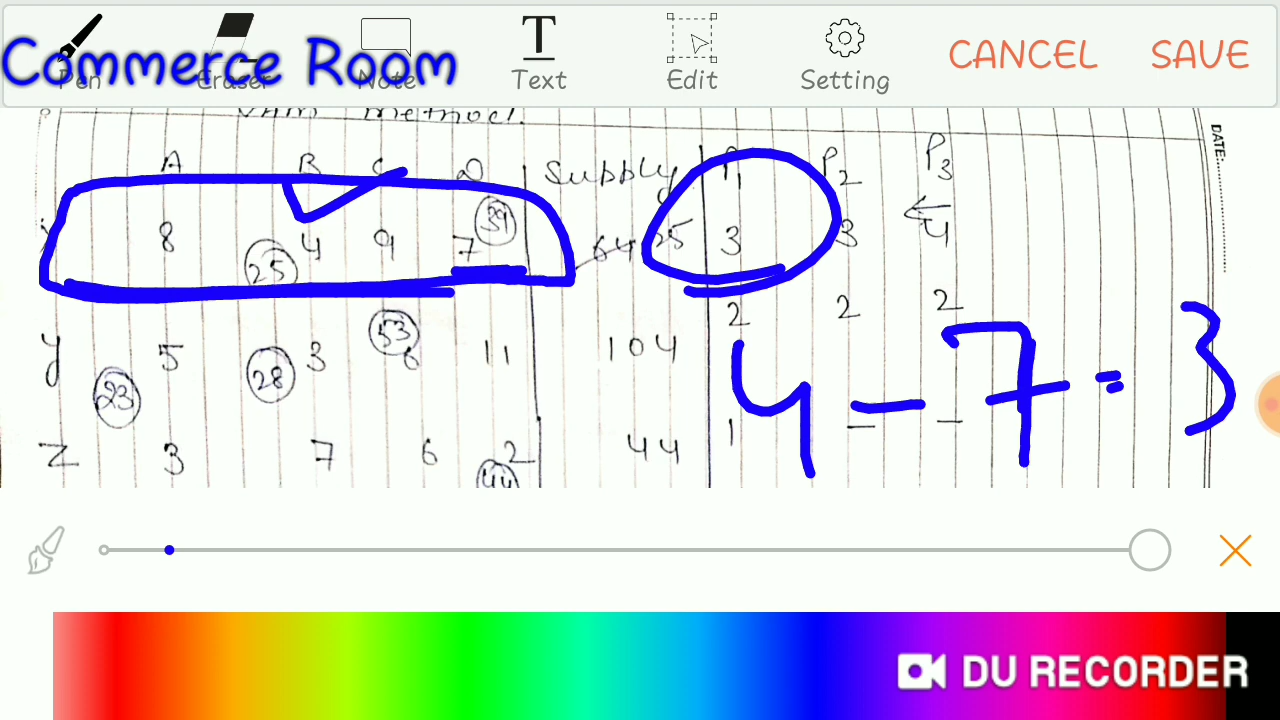 Commerce Room
Pen Eraser Note Text Edit Setting CANCEL SAVE
VAM method.
DATE:
A B C D Supply P1 P2 P3
8 25 4 9 7 39 64 25 3 3 4
2 2 2
y 23 5 28 3 53 6 11 104
4 - 7 = 3
Z 3 7 6 2 44 44 1 - -
DU RECORDER